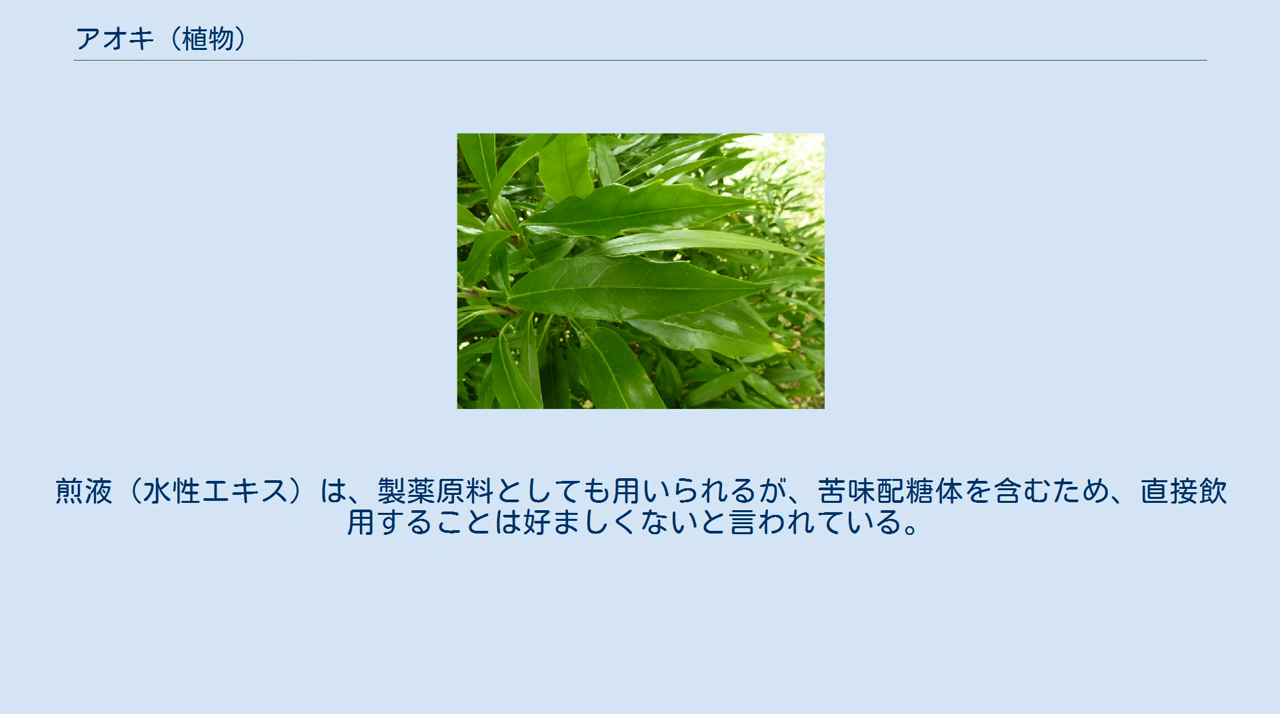 アオキ（植物）
煎液（水性エキス）は、製薬原料としても用いられるが、苦味配糖体を含むため、直接飲
用することは好ましくないと言われている。